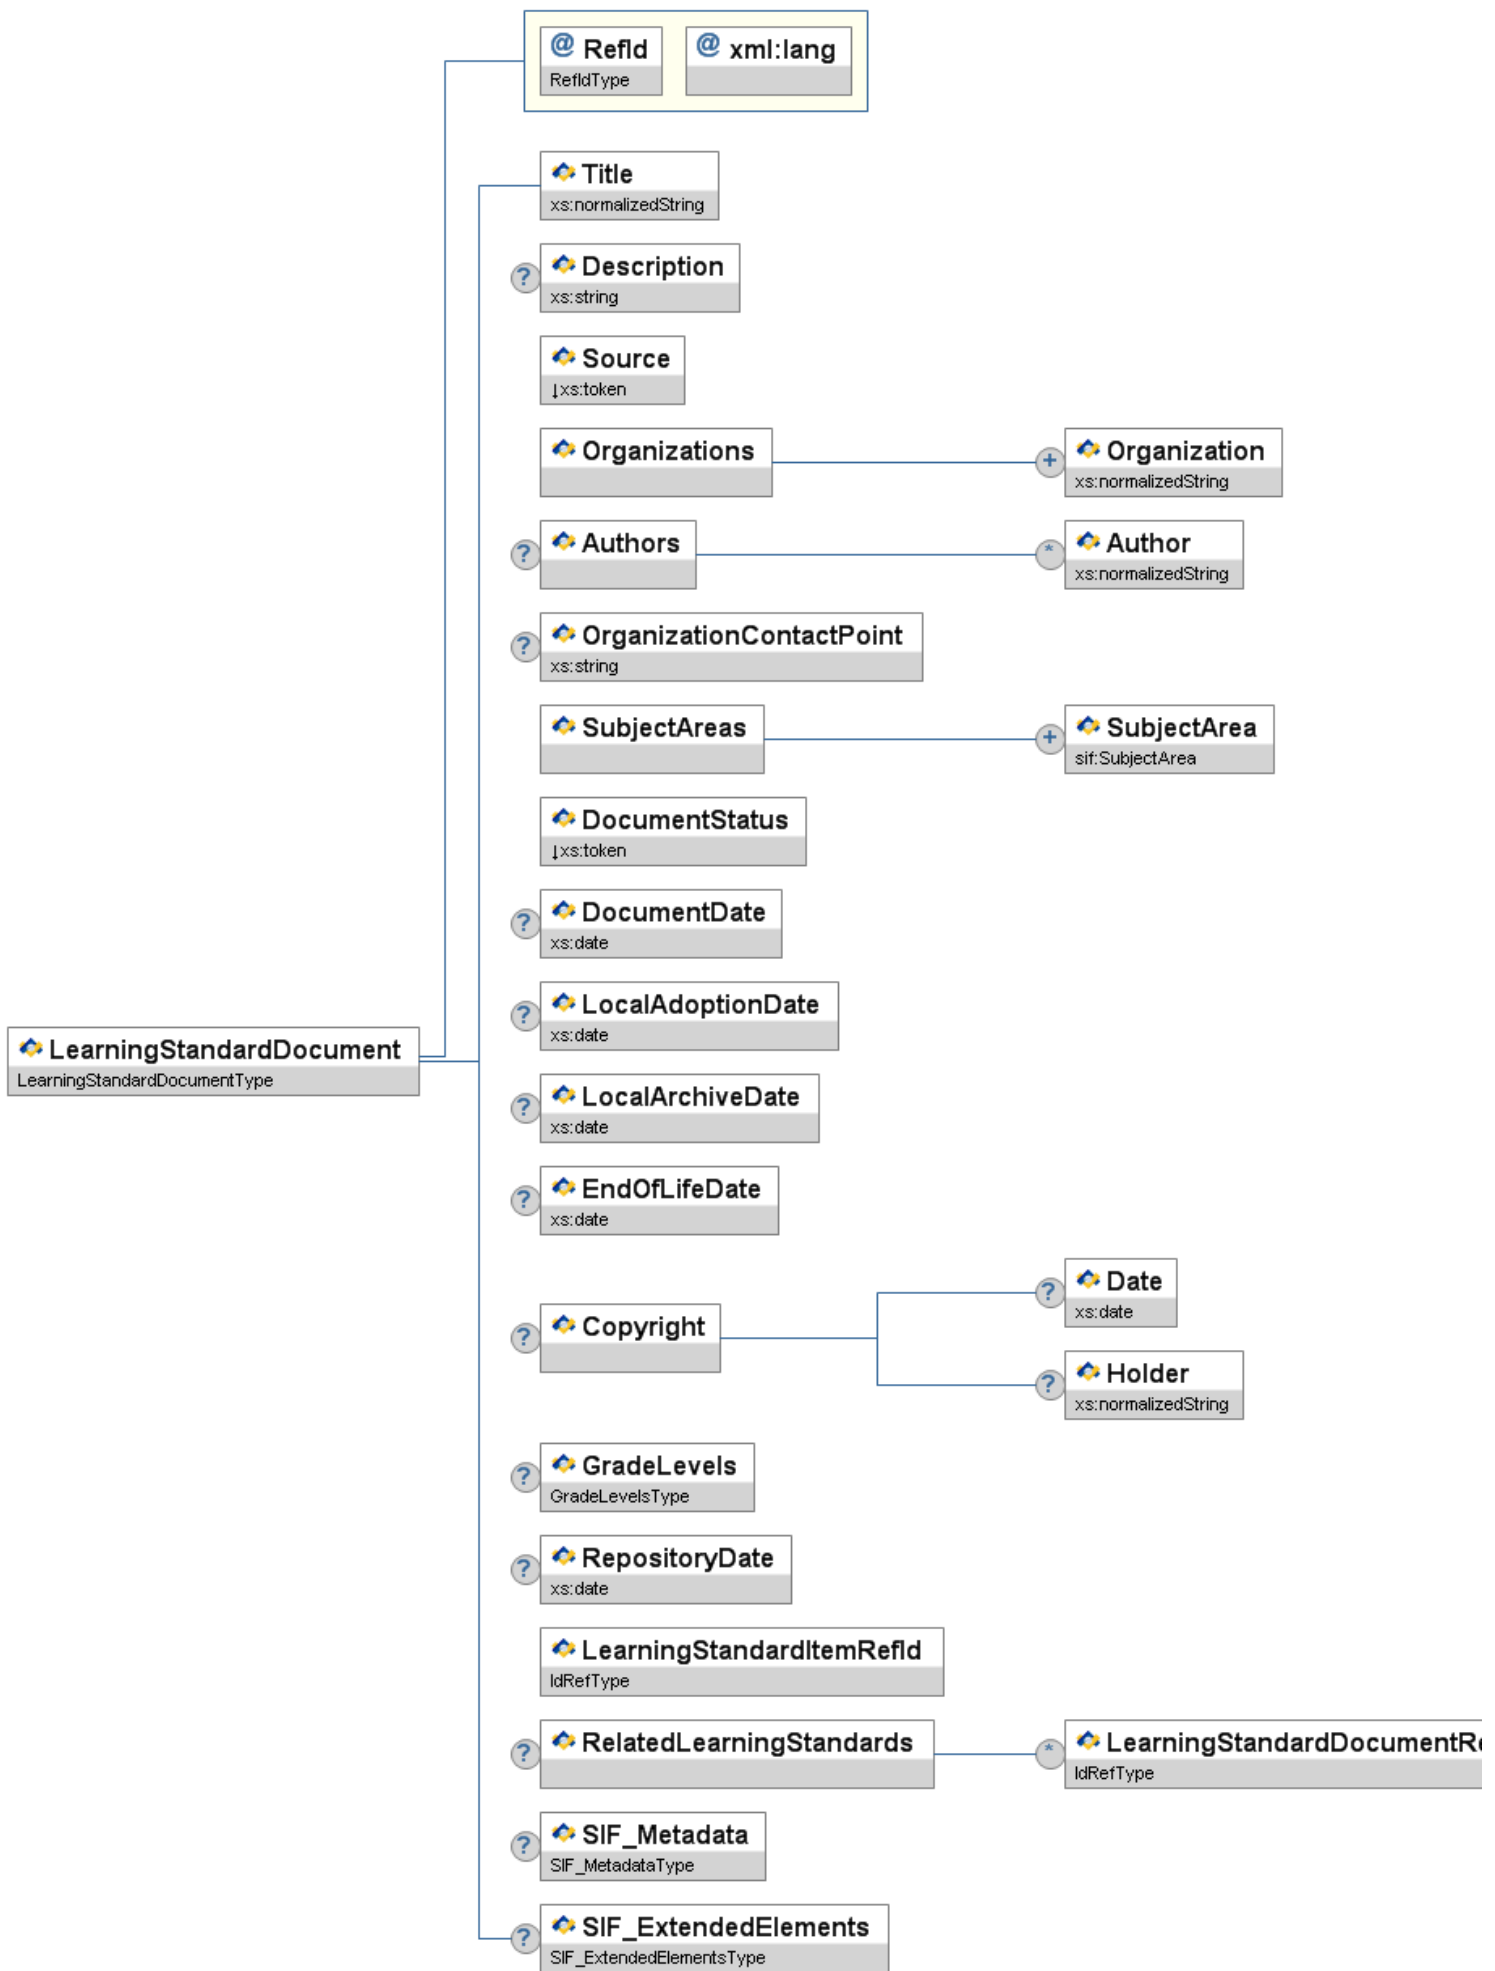 @ RefId
RefIdType
@ xml:lang
Title
xs:normalizedString
? Description
xs:string
Source
↓xs:token
Organizations
+ Organization
xs:normalizedString
? Authors
* Author
xs:normalizedString
? OrganizationContactPoint
xs:string
SubjectAreas
+ SubjectArea
sif:SubjectArea
DocumentStatus
↓xs:token
? DocumentDate
xs:date
? LocalAdoptionDate
xs:date
LearningStandardDocument
LearningStandardDocumentType
? LocalArchiveDate
xs:date
? EndOfLifeDate
xs:date
? Copyright
? Date
xs:date
? Holder
xs:normalizedString
? GradeLevels
GradeLevelsType
? RepositoryDate
xs:date
LearningStandardItemRefId
IdRefType
? RelatedLearningStandards
* LearningStandardDocumentR
IdRefType
? SIF_Metadata
SIF_MetadataType
? SIF_ExtendedElements
SIF_ExtendedElementsType